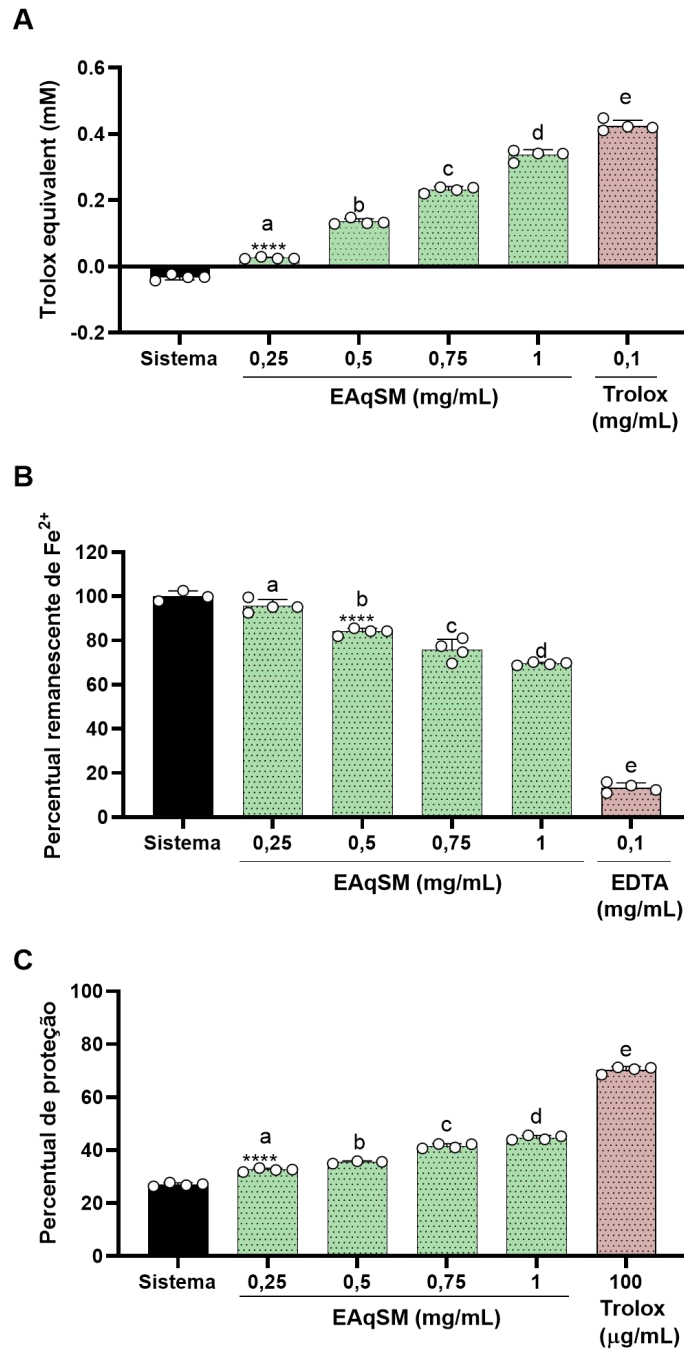 A
Trolox equivalent (mM)
0.6
0.4
0.2
0.0
-0.2
a
****
b
c
d
e
Sistema
0,25
0,5
0,75
1
0,1
EAqSM (mg/mL)
Trolox
(mg/mL)
B
Percentual remanescente de Fe²⁺
120
100
80
60
40
20
0
a
b
****
c
d
e
Sistema
0,25
0,5
0,75
1
0,1
EAqSM (mg/mL)
EDTA
(mg/mL)
C
Percentual de proteção
100
80
60
40
20
0
a
****
b
c
d
e
Sistema
0,25
0,5
0,75
1
100
EAqSM (mg/mL)
Trolox
(μg/mL)